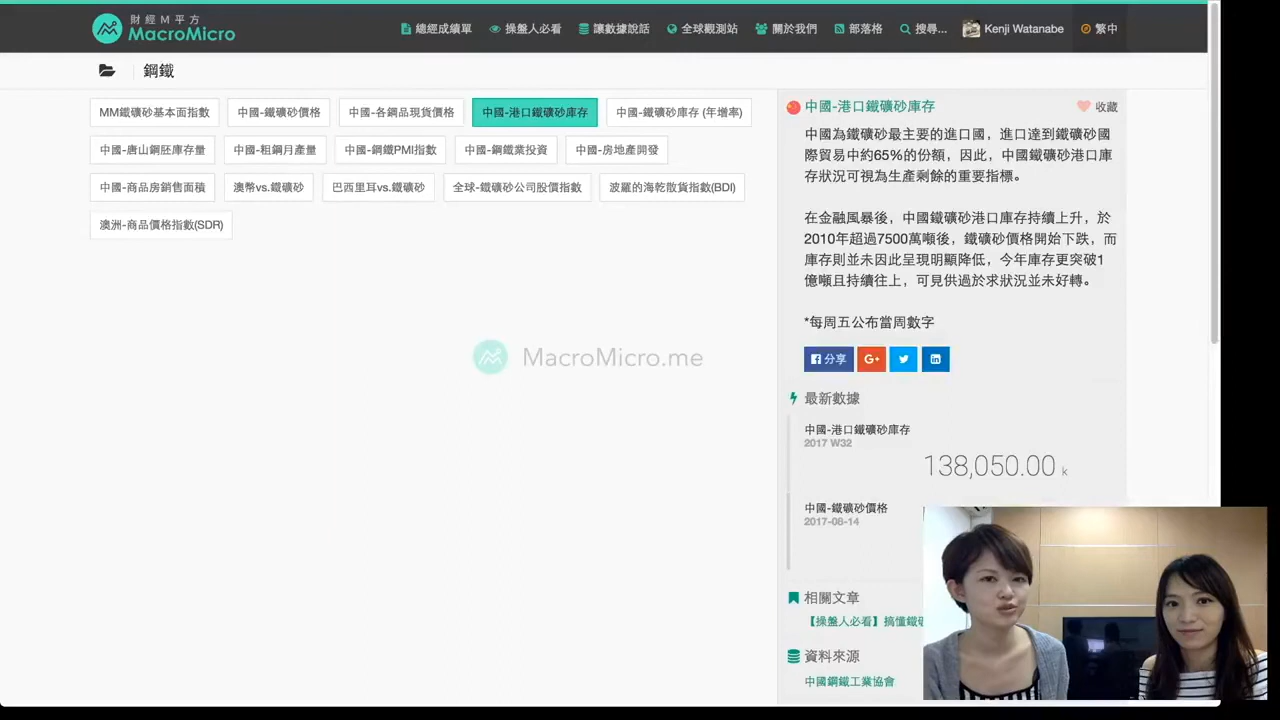 財經M平方
MacroMicro
總經成績單
操盤人必看
讓數據說話
全球觀測站
關於我們
部落格
搜尋...
Kenji Watanabe
繁中
鋼鐵
MM鐵礦砂基本面指數
中國-鐵礦砂價格
中國-各鋼品現貨價格
中國-港口鐵礦砂庫存
中國-鐵礦砂庫存 (年增率)
中國-唐山鋼胚庫存量
中國-粗鋼月產量
中國-鋼鐵PMI指數
中國-鋼鐵業投資
中國-房地產開發
中國-商品房銷售面積
澳幣vs.鐵礦砂
巴西里耳vs.鐵礦砂
全球-鐵礦砂公司股價指數
波羅的海乾散貨指數(BDI)
澳洲-商品價格指數(SDR)
MacroMicro.me
中國-港口鐵礦砂庫存
收藏
中國為鐵礦砂最主要的進口國，進口達到鐵礦砂國
際貿易中約65%的份額，因此，中國鐵礦砂港口庫
存狀況可視為生產剩餘的重要指標。
在金融風暴後，中國鐵礦砂港口庫存持續上升，於
2010年超過7500萬噸後，鐵礦砂價格開始下跌，而
庫存則並未因此呈現明顯降低，今年庫存更突破1
億噸且持續往上，可見供過於求狀況並未好轉。
*每周五公布當周數字
分享
G+
最新數據
中國-港口鐵礦砂庫存
2017 W32
138,050.00 k
中國-鐵礦砂價格
2017-08-14
相關文章
【操盤人必看】搞懂鐵礦
資料來源
中國鋼鐵工業協會